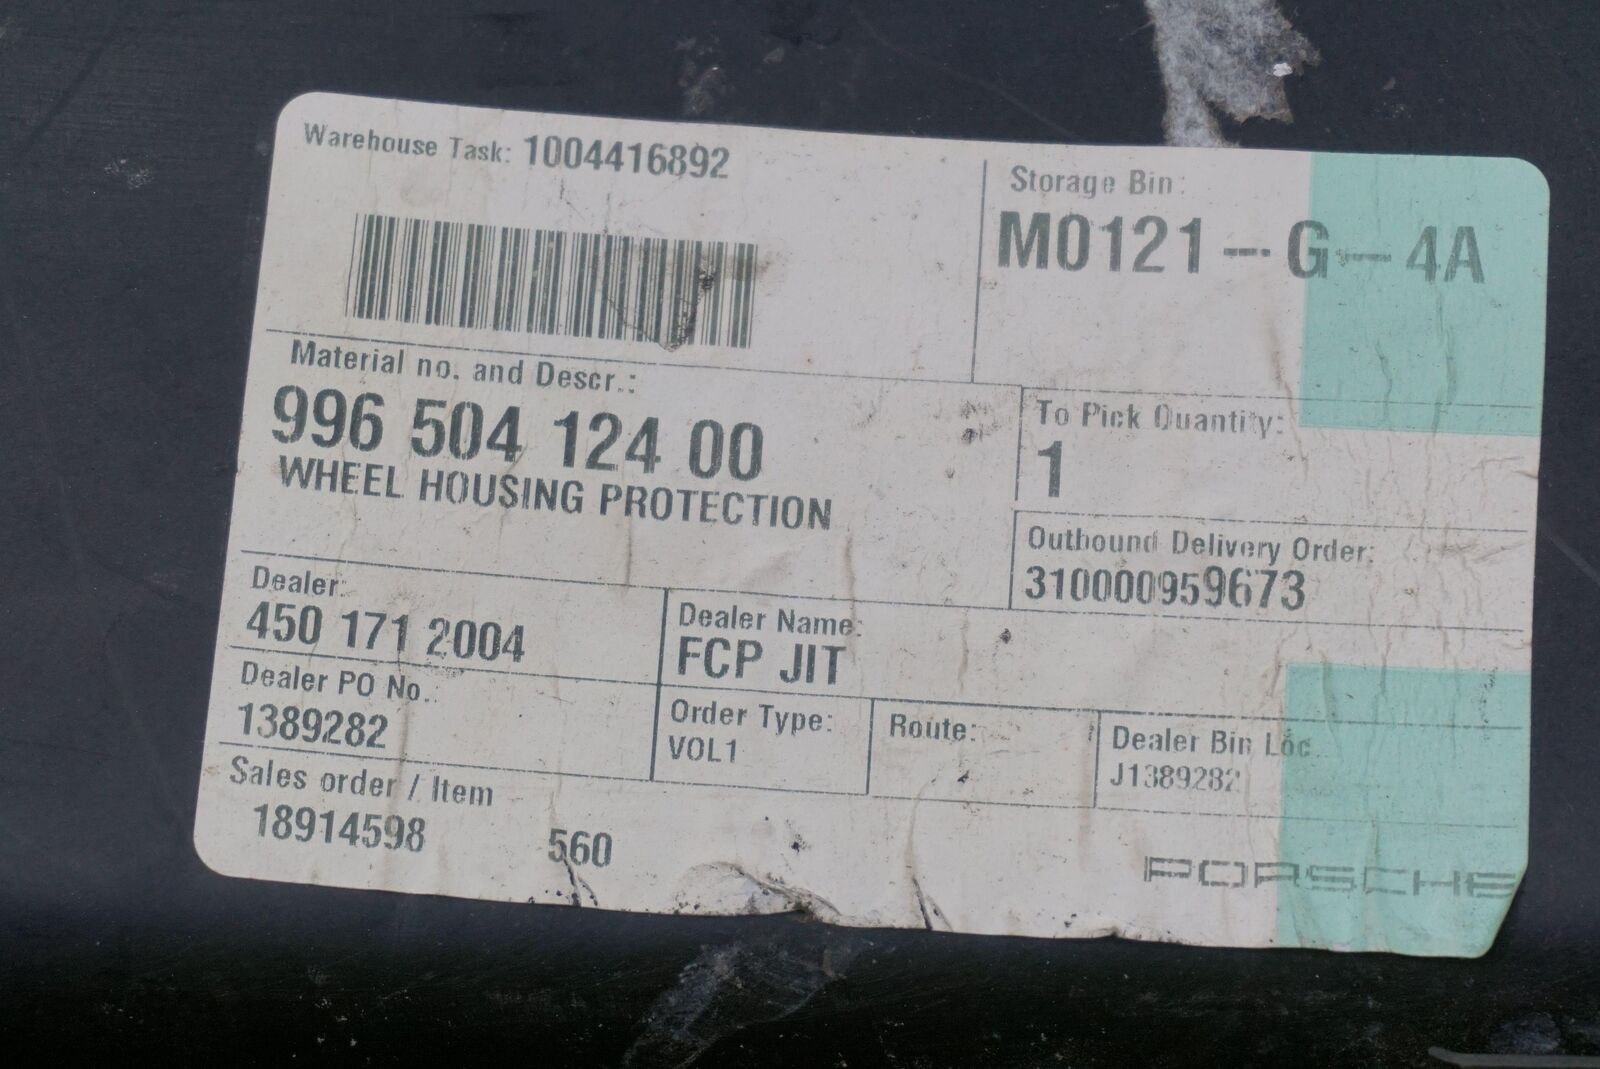 Warehouse Task: 1004416892
Storage Bin:
M0121--G--4A
Material no. and Descr.:
996 504 124 00
WHEEL HOUSING PROTECTION
To Pick Quantity:
1
Outbound Delivery Order:
310000959673
Dealer:
450 171 2004
Dealer Name:
FCP JIT
Dealer PO No.:
1389282
Order Type:
VOL1
Route:
Dealer Bin Loc
J1389282
Sales order / Item
18914598 560
PORSCHE